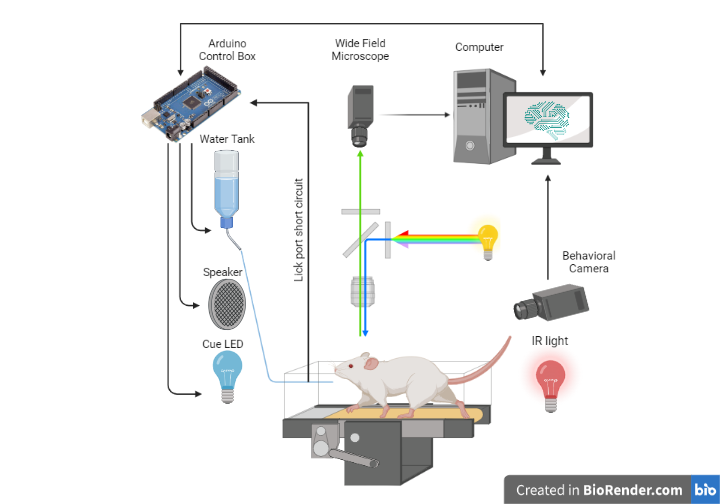 Arduino
Control Box
Wide Field
Microscope
Computer
Water Tank
Lick port short circuit
Speaker
Behavioral
Camera
Cue LED
IR light
Created in BioRender.com bio